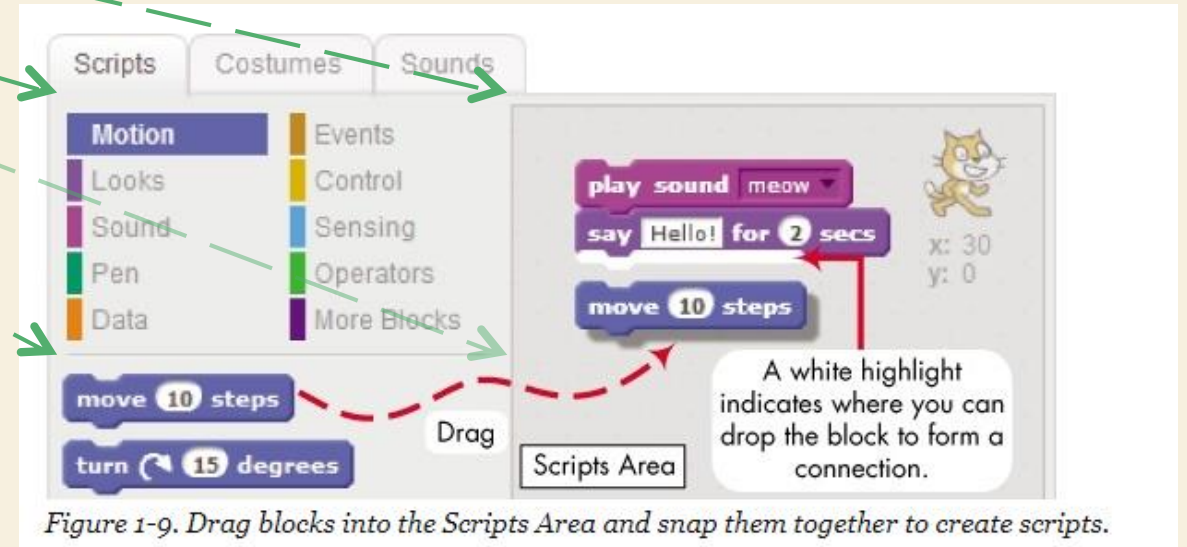 Scripts Costumes Sounds
Motion Events
Looks Control
Sound Sensing
Pen Operators
Data More Blocks
move 10 steps
turn 15 degrees
Drag
play sound meow
say Hello! for 2 secs
move 10 steps
x: 30
y: 0
A white highlight
indicates where you can
drop the block to form a
connection.
Scripts Area
Figure 1-9. Drag blocks into the Scripts Area and snap them together to create scripts.